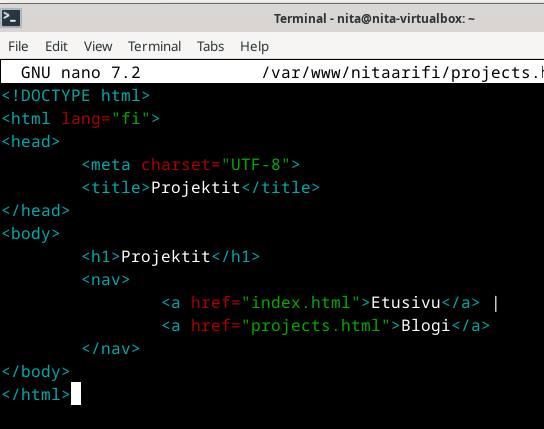 Terminal - nita@nita-virtualbox: ~
File Edit View Terminal Tabs Help
GNU nano 7.2 /var/www/nitaarifi/projects.h
<!DOCTYPE html>
<html lang="fi">
<head>
        <meta charset="UTF-8">
        <title>Projektit</title>
</head>
<body>
        <h1>Projektit</h1>
        <nav>
                <a href="index.html">Etusivu</a> |
                <a href="projects.html">Blogi</a>
        </nav>
</body>
</html>